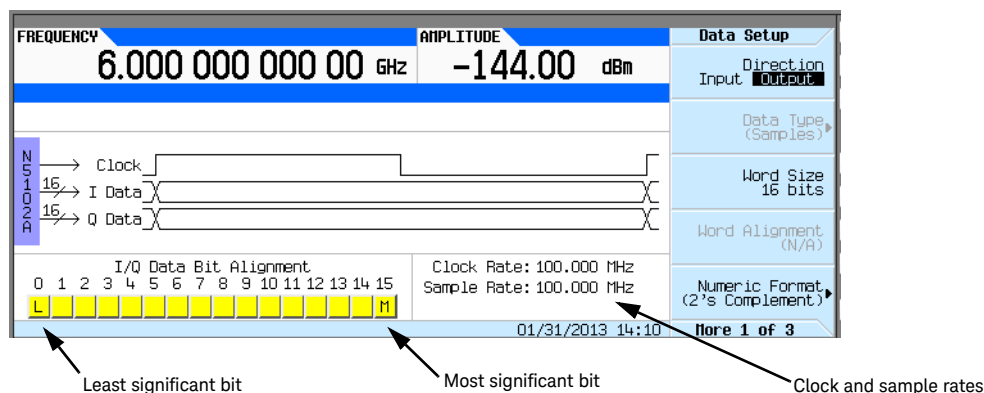 FREQUENCY
6.000 000 000 00 GHz
AMPLITUDE
-144.00 dBm
Data Setup
Direction
Input Output
Data Type
(Samples)
Word Size
16 bits
Word Alignment
(N/A)
Numeric Format
(2's Complement)
More 1 of 3
N5102A
Clock
16 I Data
16 Q Data
I/Q Data Bit Alignment
0 1 2 3 4 5 6 7 8 9 10 11 12 13 14 15
L M
Clock Rate: 100.000 MHz
Sample Rate: 100.000 MHz
01/31/2013 14:10
Least significant bit
Most significant bit
Clock and sample rates